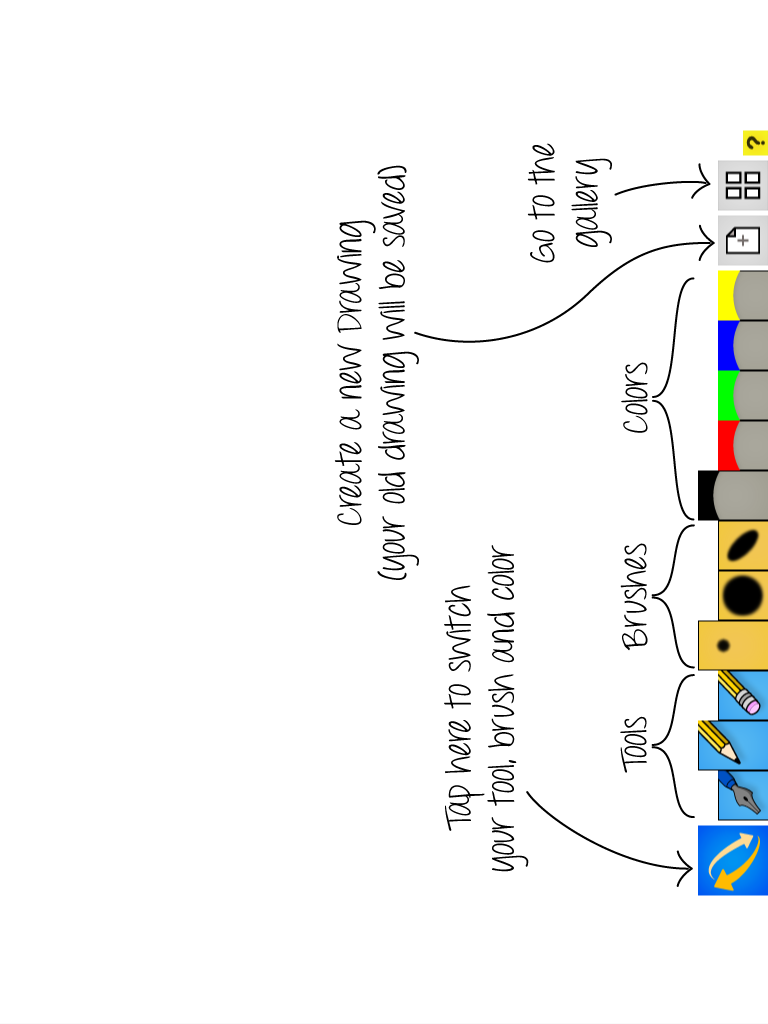 Create a new Drawing
(your old drawing will be saved)
Tap here to switch
your tool, brush and color
Go to the
gallery
Tools
Brushes
Colors
?